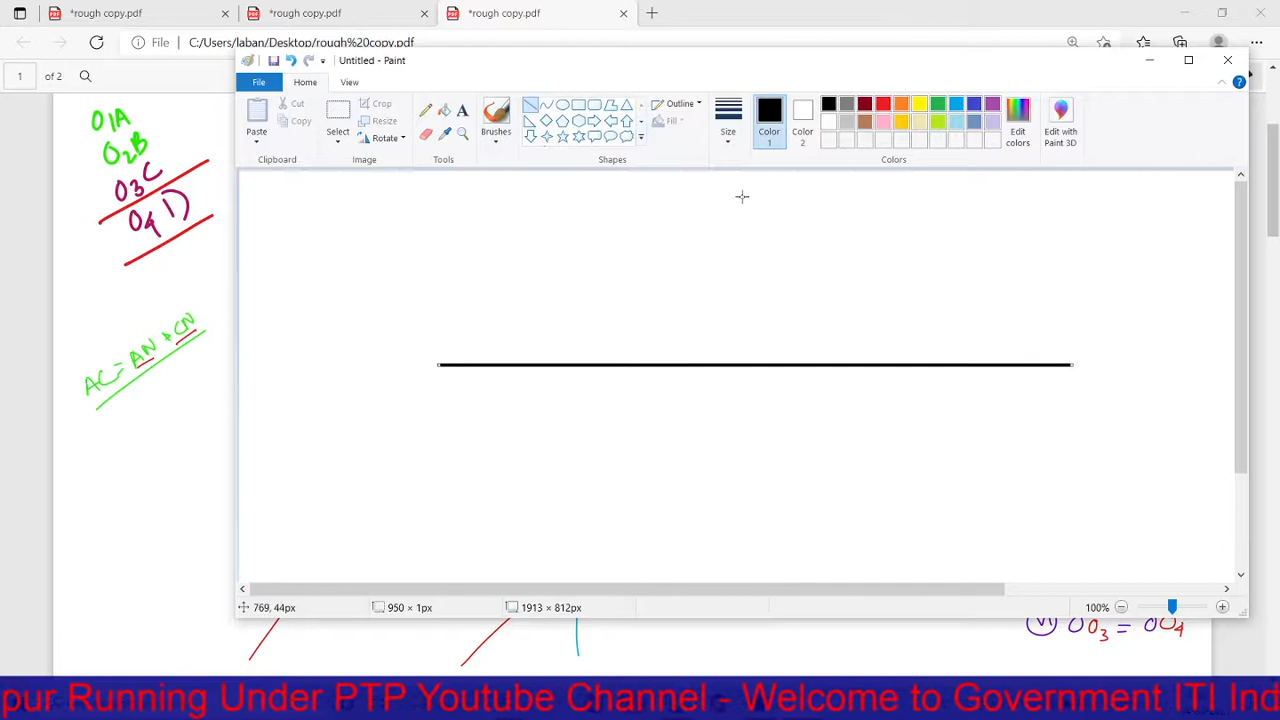 *rough copy.pdf
*rough copy.pdf
*rough copy.pdf
File C:/Users/laban/Desktop/rough%20copy.pdf
1 of 2
Untitled - Paint
File Home View
Paste Cut Copy
Clipboard
Select Crop Resize Rotate
Image
A
Tools
Brushes
Outline
Fill
Shapes
Size
Color 1
Color 2
Edit colors
Colors
Edit with Paint 3D
O1A
O2B
O3C
O4D
AC = AN + CN
769, 44px
950 × 1px
1913 × 812px
100%
(VI) OO3 = OO4
pur Running Under PTP Youtube Channel - Welcome to Government ITI Ind